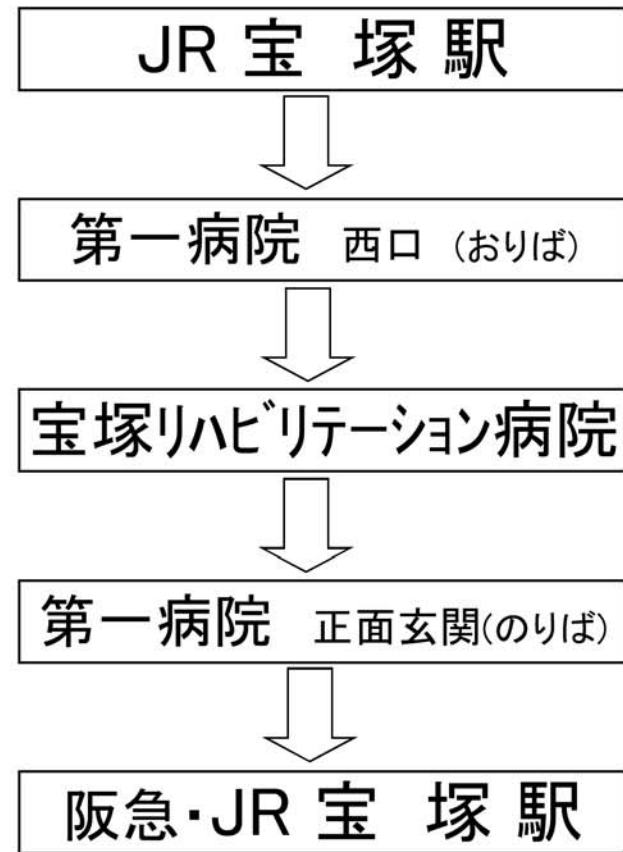 JR 宝 塚 駅
第一病院 西口 (おりば)
宝塚ﾘﾊﾋﾞﾘﾃｰｼｮﾝ病院
第一病院 正面玄関(のりば)
阪急・JR 宝 塚 駅